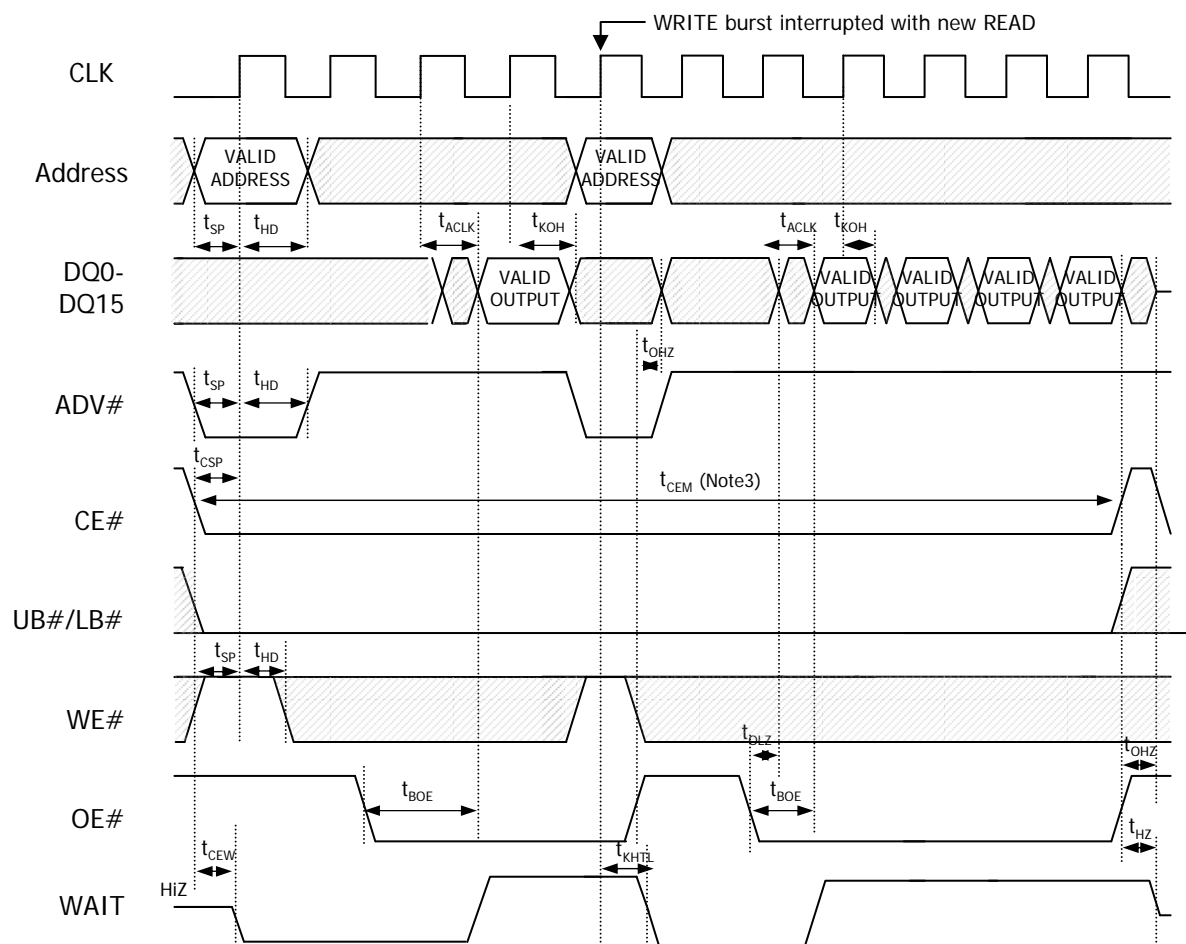 WRITE burst interrupted with new READ
CLK
Address
VALID
ADDRESS
VALID
ADDRESS
tSP
tHD
tACLK
tKOH
tACLK
tKOH
DQ0-
DQ15
VALID
OUTPUT
VALID
OUTPUT
VALID
OUTPUT
VALID
OUTPUT
VALID
OUTPUT
tOHZ
ADV#
tSP
tHD
tCSP
tCEM (Note3)
CE#
UB#/LB#
tSP
tHD
WE#
tOLZ
tOHZ
OE#
tBOE
tBOE
tCEW
tKHTL
tHZ
HiZ
WAIT